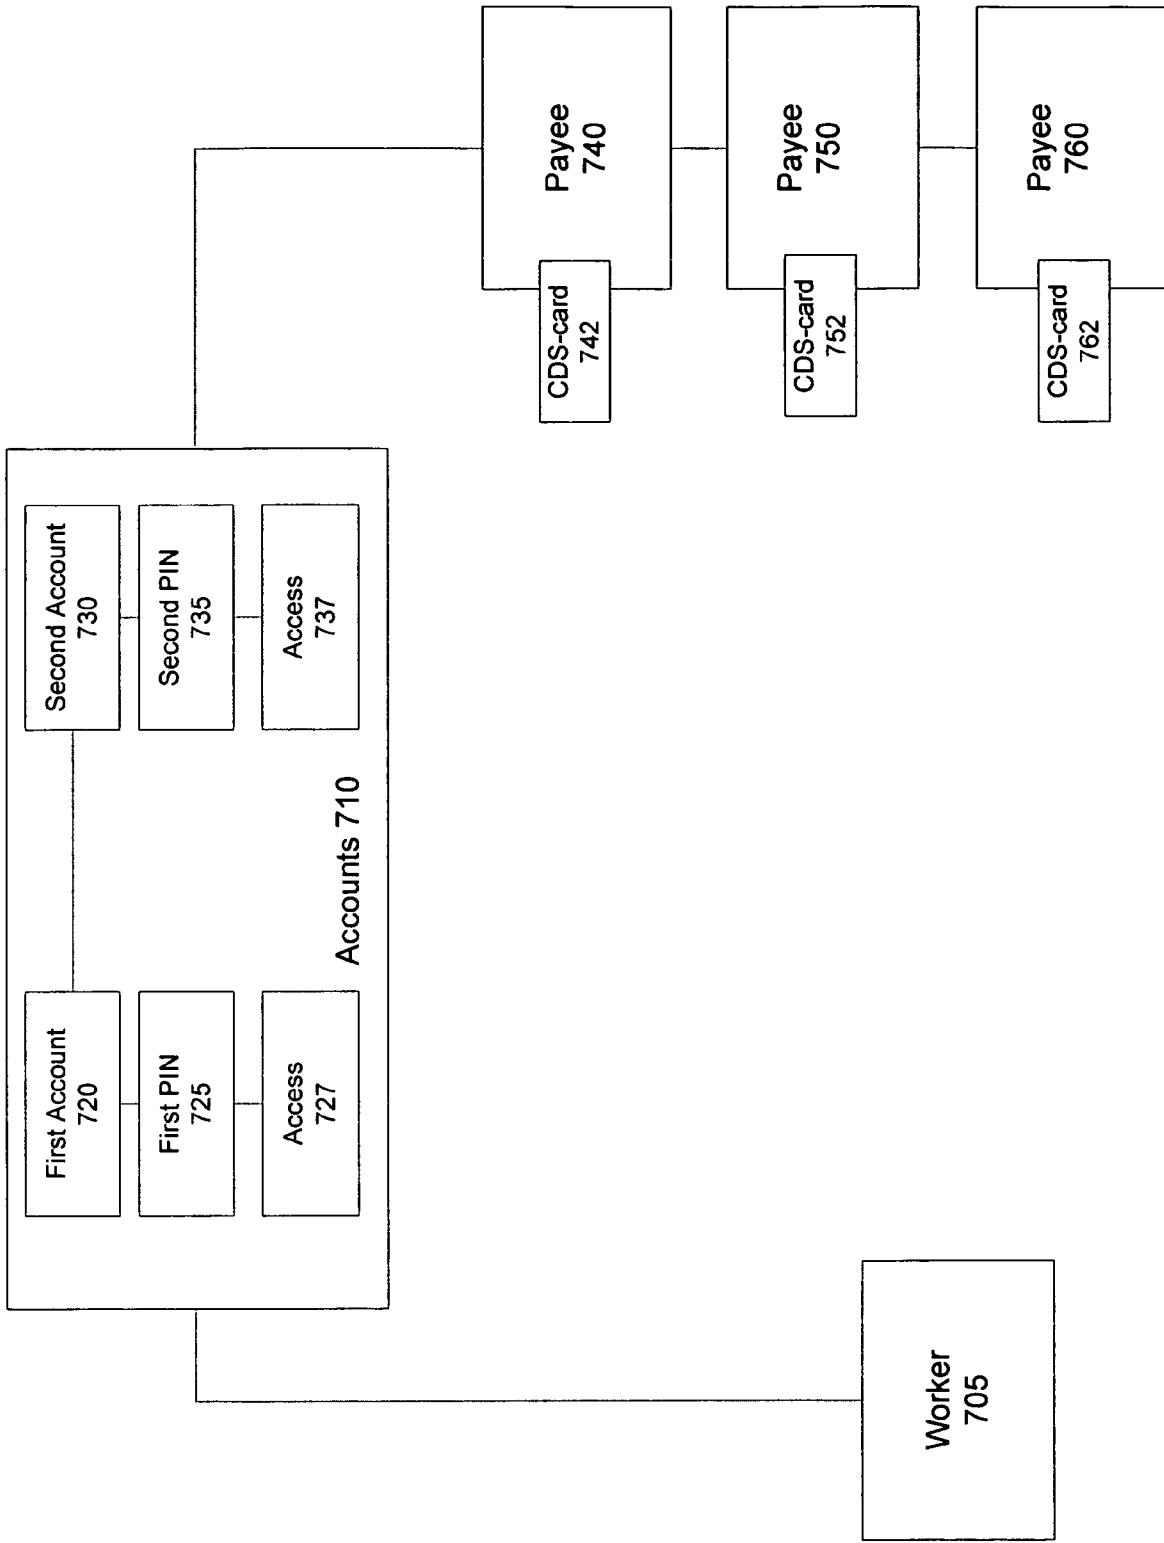 First Account
720
First PIN
725
Access
727
Second Account
730
Second PIN
735
Access
737
Accounts 710
Worker
705
CDS-card
742
Payee
740
CDS-card
752
Payee
750
CDS-card
762
Payee
760